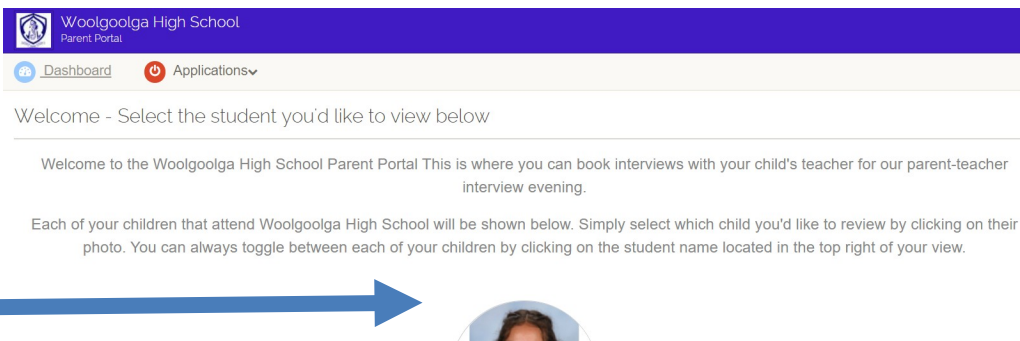 Woolgoolga High School
Parent Portal
Dashboard Applications
Welcome - Select the student you'd like to view below
Welcome to the Woolgoolga High School Parent Portal This is where you can book interviews with your child's teacher for our parent-teacher
interview evening.
Each of your children that attend Woolgoolga High School will be shown below. Simply select which child you'd like to review by clicking on their
photo. You can always toggle between each of your children by clicking on the student name located in the top right of your view.